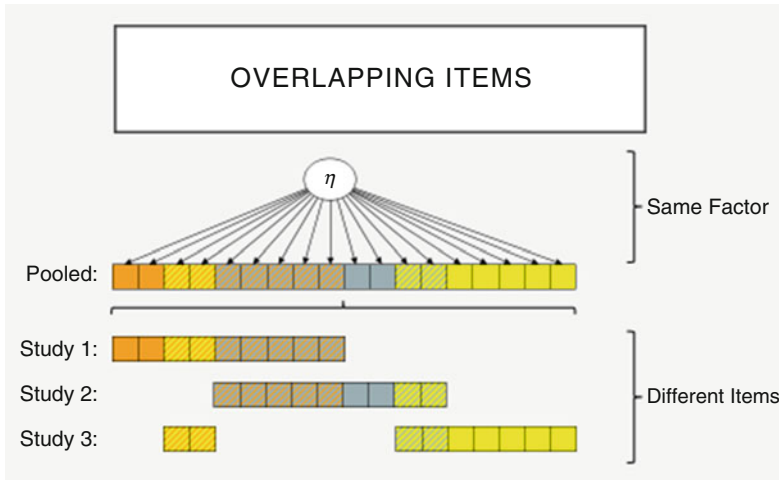 OVERLAPPING ITEMS
η
Same Factor
Pooled:
Study 1:
Study 2:
Different Items
Study 3: